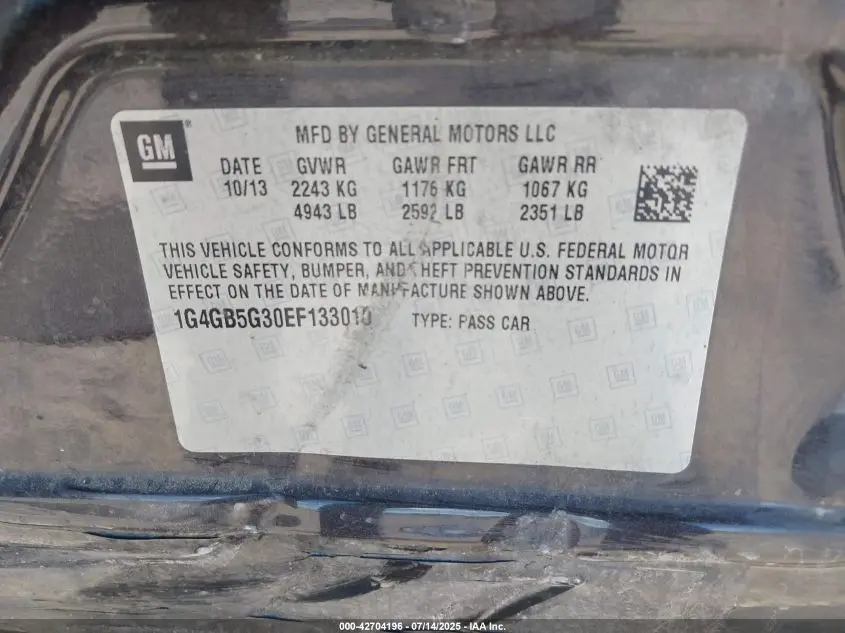 GM ®
MFD BY GENERAL MOTORS LLC
DATE GVWR GAWR FRT GAWR RR
10/13 2243 KG 1176 KG 1067 KG
4943 LB 2592 LB 2351 LB
THIS VEHICLE CONFORMS TO ALL APPLICABLE U.S. FEDERAL MOTOR
VEHICLE SAFETY, BUMPER, AND THEFT PREVENTION STANDARDS IN
EFFECT ON THE DATE OF MANUFACTURE SHOWN ABOVE.
1G4GB5G30EF133010 TYPE: PASS CAR
000-42704196 - 07/14/2025 - IAA Inc.